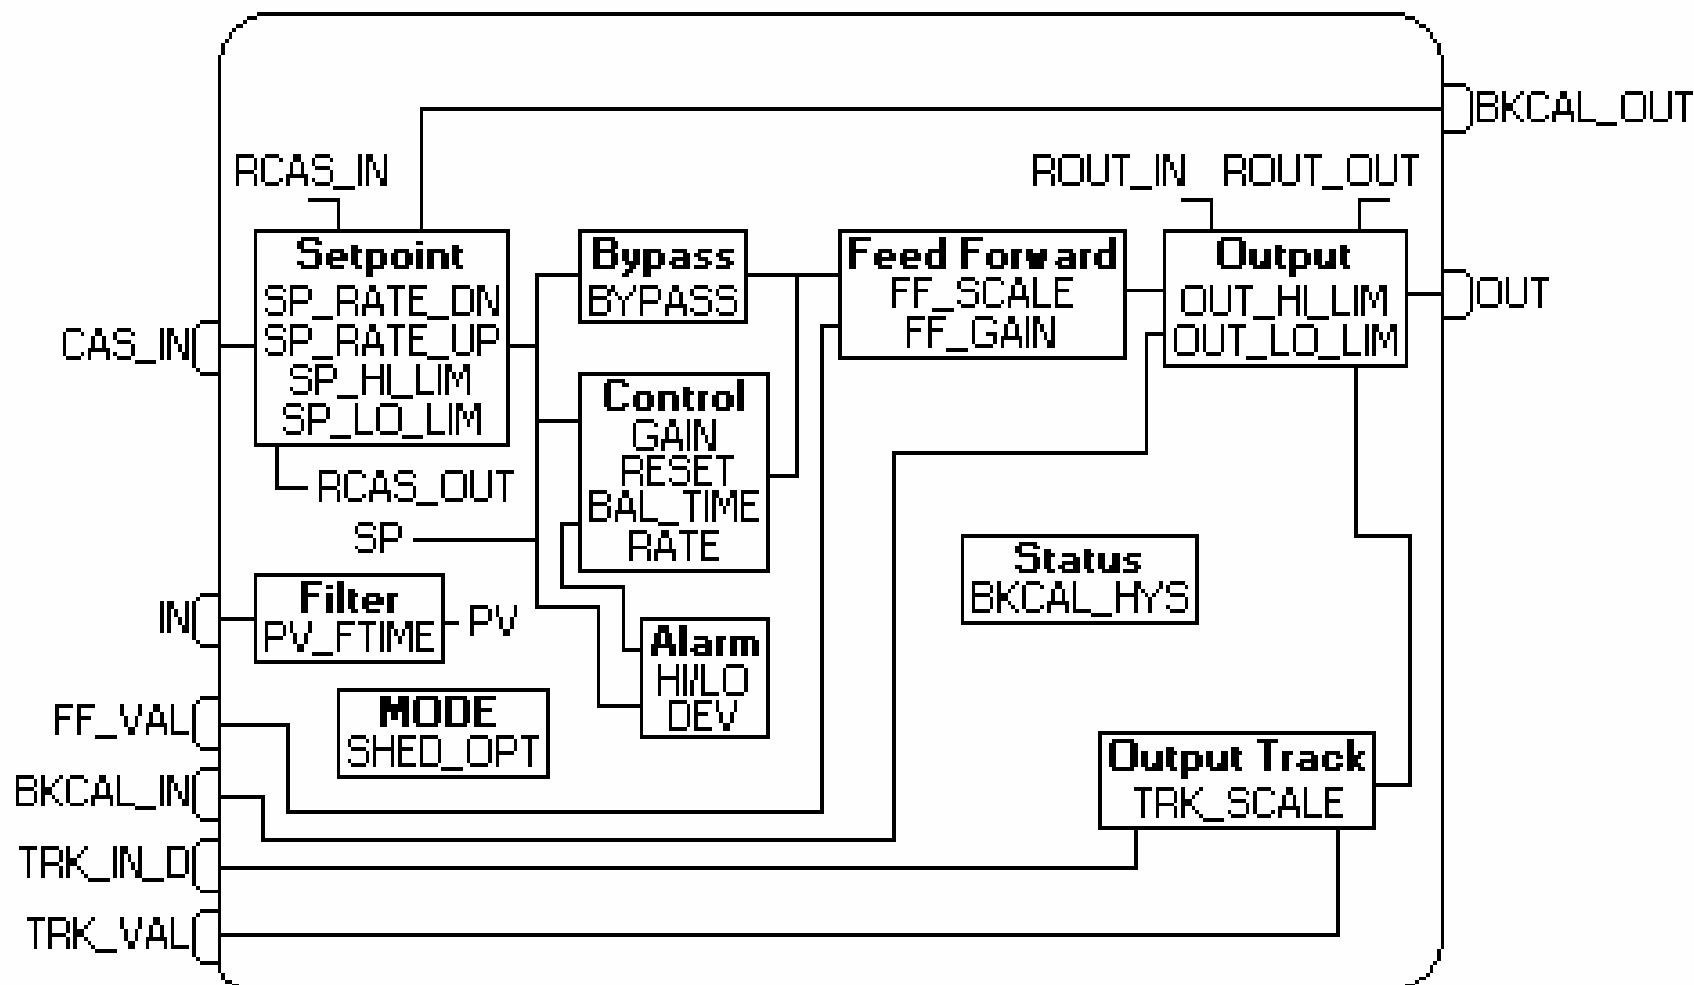 BKCAL_OUT
RCAS_IN
ROUT_IN
ROUT_OUT
Setpoint
SP_RATE_DN
SP_RATE_UP
SP_HI_LIM
SP_LO_LIM
Bypass
BYPASS
Feed Forward
FF_SCALE
FF_GAIN
Output
OUT_HI_LIM
OUT_LO_LIM
OUT
CAS_IN
Control
GAIN
RESET
BAL_TIME
RATE
RCAS_OUT
SP
Status
BKCAL_HYS
IN
Filter
PV_FTIME
PV
Alarm
HI/LO
DEV
FF_VAL
MODE
SHED_OPT
Output Track
TRK_SCALE
BKCAL_IN
TRK_IN_D
TRK_VAL